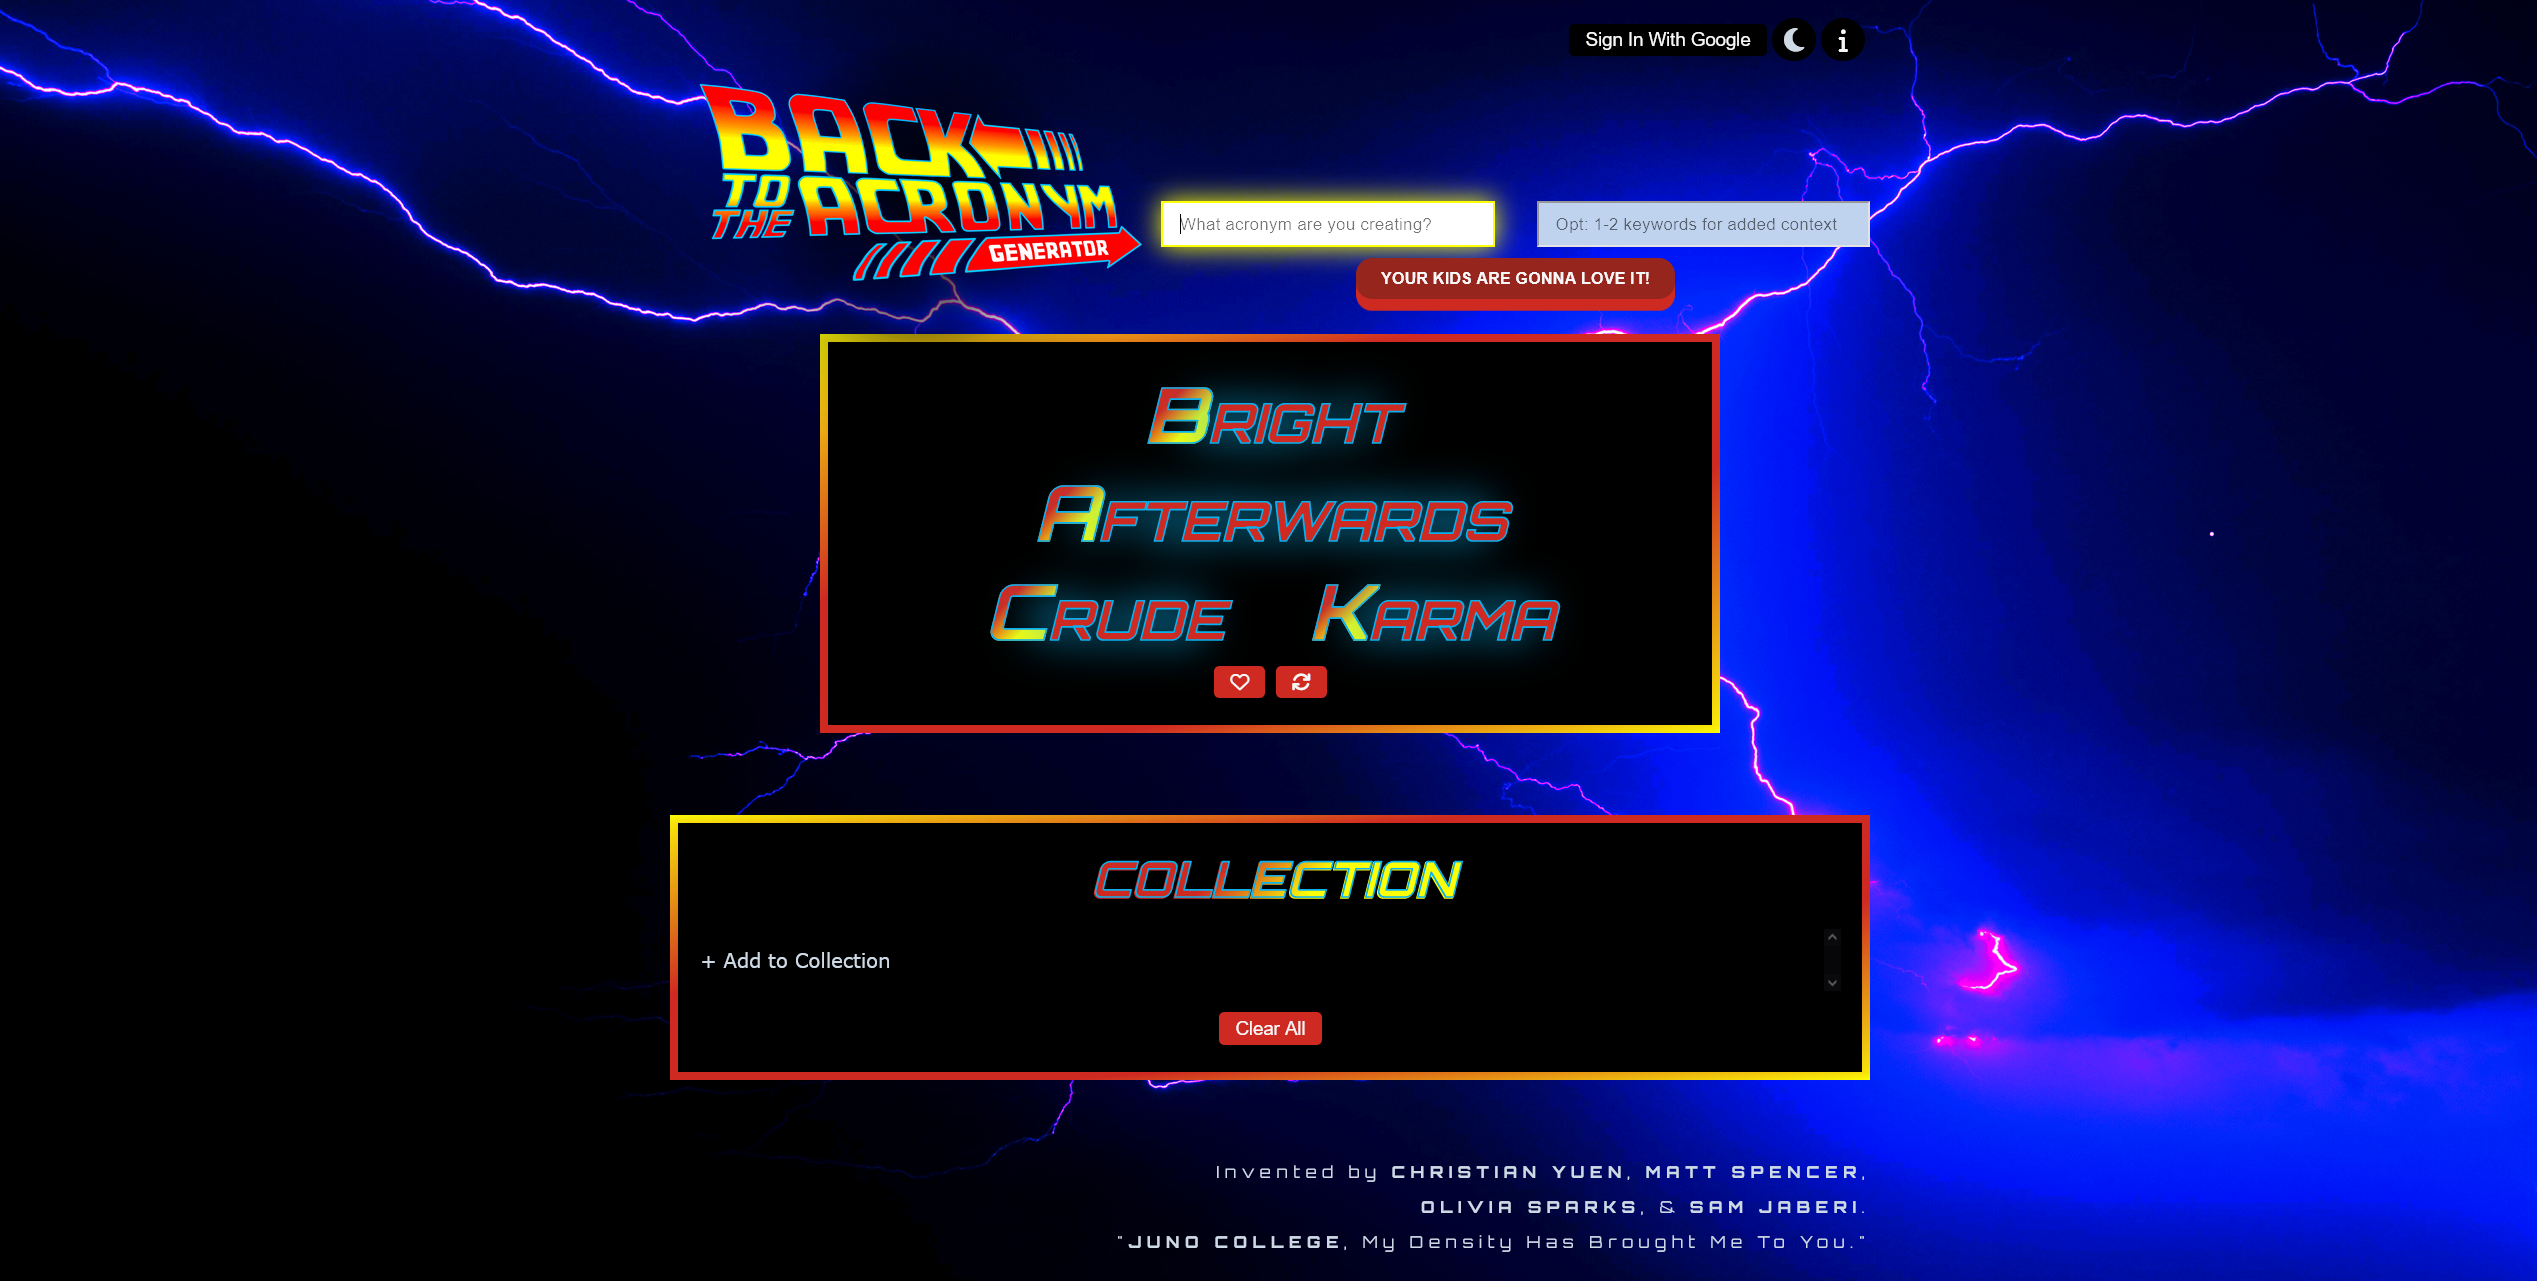 Sign In With Google
BACK
TO THE ACRONYM
GENERATOR
What acronym are you creating?
Opt: 1-2 keywords for added context
YOUR KIDS ARE GONNA LOVE IT!
BRIGHT
AFTERWARDS
CRUDE KARMA
COLLECTION
+ Add to Collection
Clear All
Invented by CHRISTIAN YUEN, MATT SPENCER,
OLIVIA SPARKS, & SAM JABERI.
"JUNO COLLEGE, My Density Has Brought Me To You."